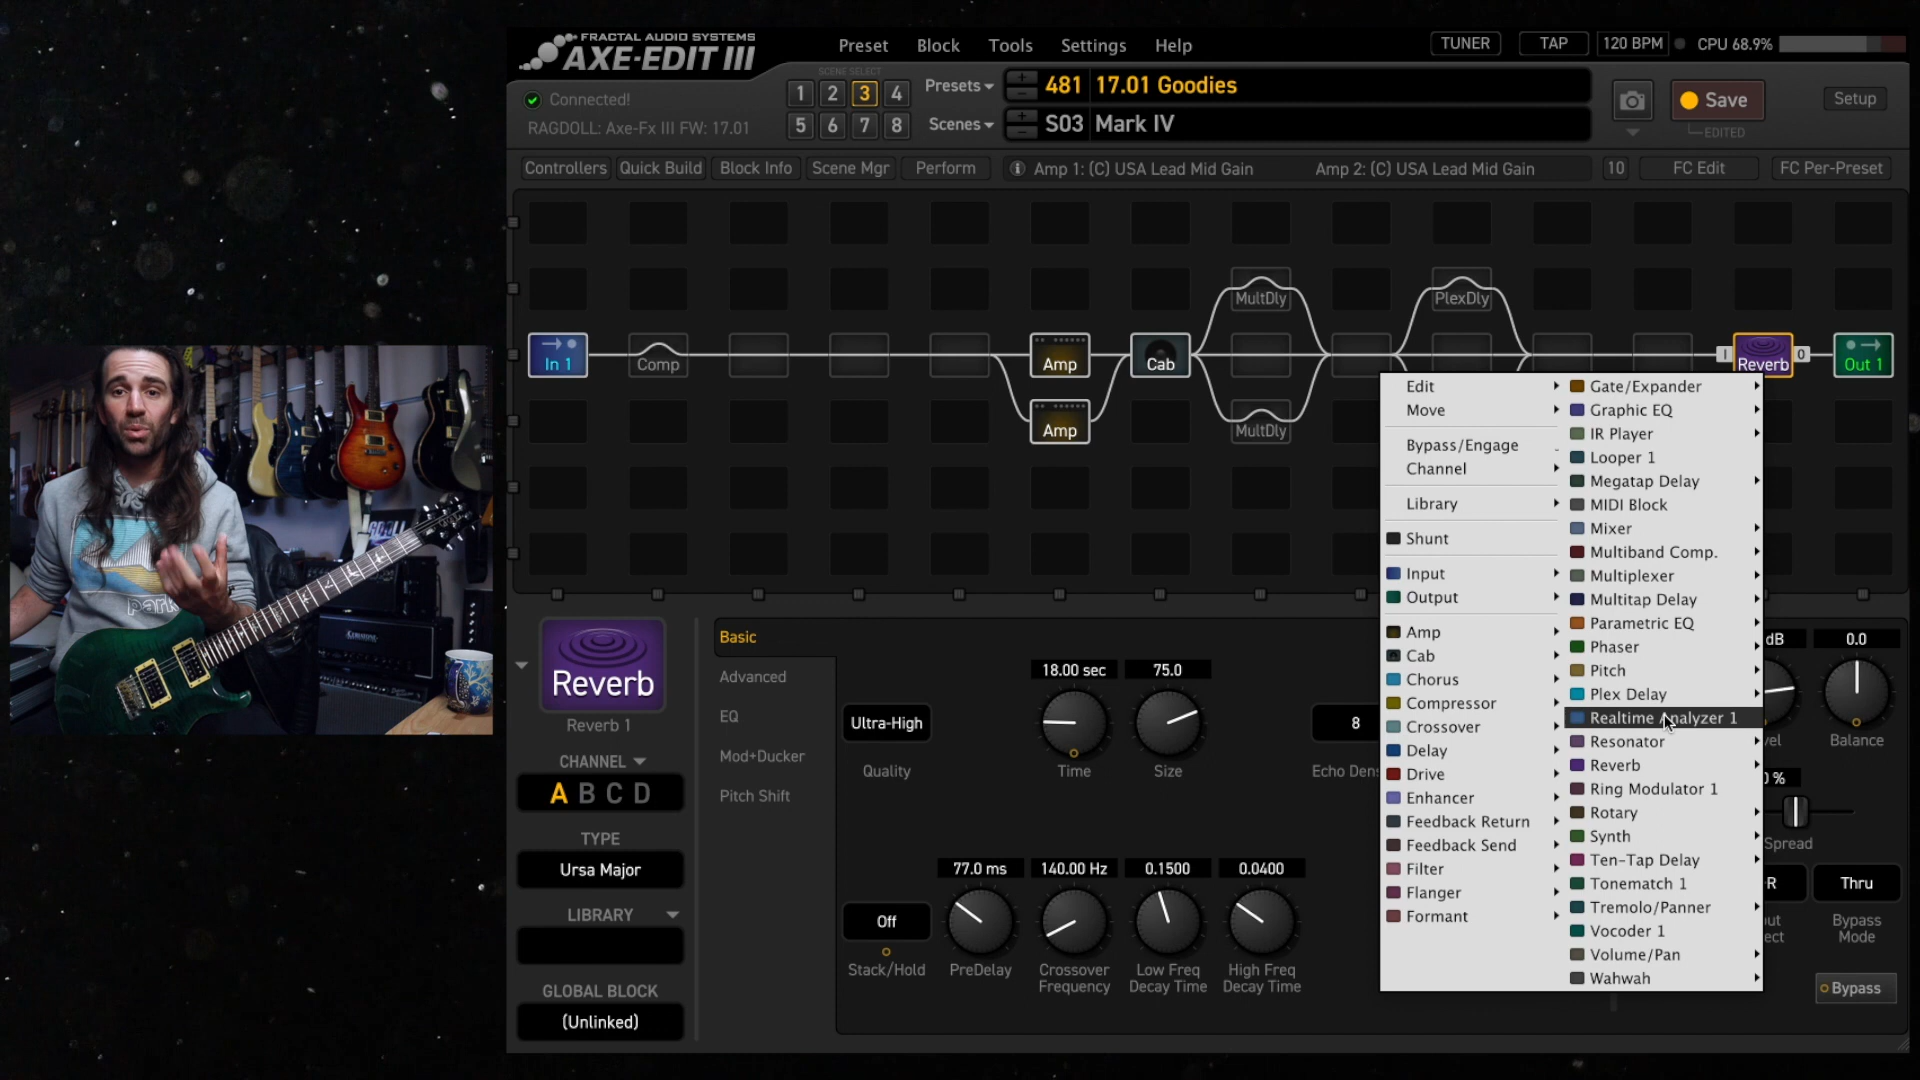 FRACTAL AUDIO SYSTEMS
AXE-EDIT III
Preset Block Tools Settings Help
TUNER TAP 120 BPM CPU 68.9%
Connected!
RAGDOLL: Axe-Fx III FW: 17.01
SCENE SELECT
1 2 3 4
5 6 7 8
Presets 481 17.01 Goodies
Scenes S03 Mark IV
Save
EDITED
Setup
Controllers Quick Build Block Info Scene Mgr Perform
Amp 1: (C) USA Lead Mid Gain Amp 2: (C) USA Lead Mid Gain 10 FC Edit FC Per-Preset
MultDly PlexDly
In 1 Comp Amp Cab I Reverb O Out 1
Amp MultDly
Edit
Move
Bypass/Engage
Channel
Library
Shunt
Input
Output
Amp
Cab
Chorus
Compressor
Crossover
Delay
Drive
Enhancer
Feedback Return
Feedback Send
Filter
Flanger
Formant
Gate/Expander
Graphic EQ
IR Player
Looper 1
Megatap Delay
MIDI Block
Mixer
Multiband Comp.
Multiplexer
Multitap Delay
Parametric EQ
Phaser
Pitch
Plex Delay
Realtime Analyzer 1
Resonator
Reverb
Ring Modulator 1
Rotary
Synth
Ten-Tap Delay
Tonematch 1
Tremolo/Panner
Vocoder 1
Volume/Pan
Wahwah
Reverb
Reverb 1
CHANNEL
A B C D
TYPE
Ursa Major
LIBRARY
GLOBAL BLOCK
(Unlinked)
Basic
Advanced
EQ
Mod+Ducker
Pitch Shift
18.00 sec 75.0
Ultra-High 8
Quality Time Size Echo Dens
77.0 ms 140.00 Hz 0.1500 0.0400
Off
Stack/Hold PreDelay Crossover Frequency Low Freq Decay Time High Freq Decay Time
dB 0.0
vel Balance
%
Spread
R Thru
ut
ect
Bypass Mode
Bypass